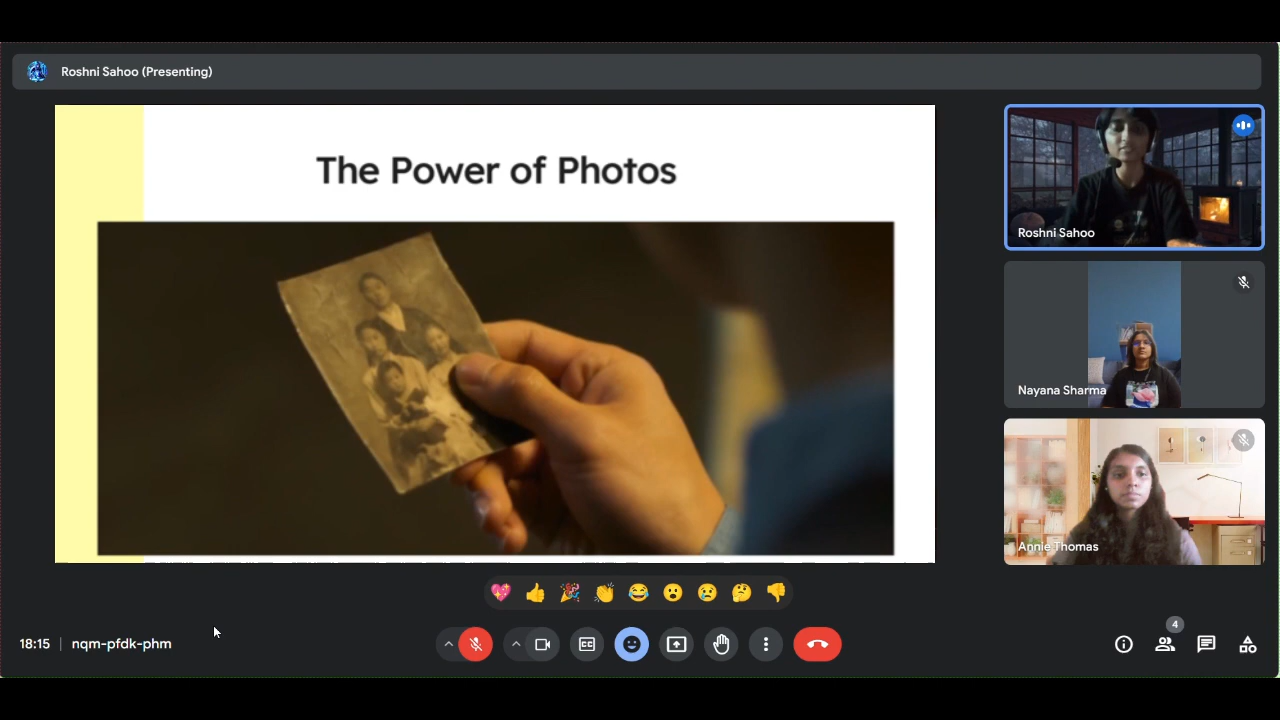 Roshni Sahoo (Presenting)
The Power of Photos
Roshni Sahoo
Nayana Sharma
Annie Thomas
18:15 | nqm-pfdk-phm
CC
4